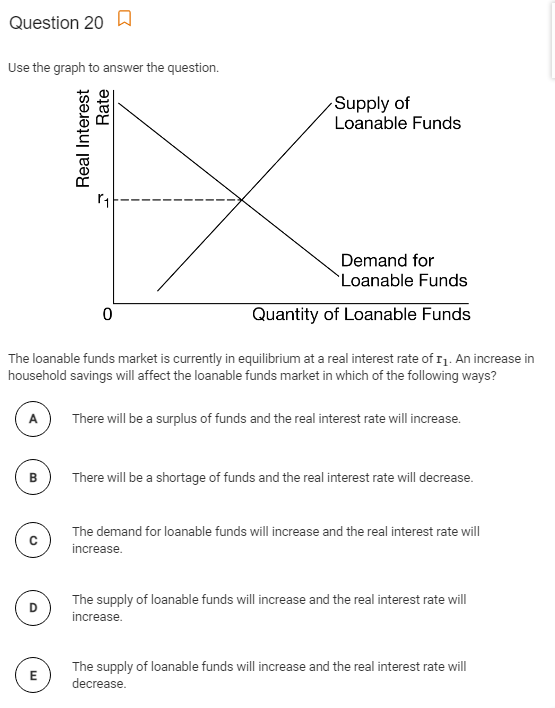 Question 20
Use the graph to answer the question.
Real Interest
Rate
Supply of
Loanable Funds
r₁
Demand for
Loanable Funds
0
Quantity of Loanable Funds
The loanable funds market is currently in equilibrium at a real interest rate of r₁. An increase in
household savings will affect the loanable funds market in which of the following ways?
A There will be a surplus of funds and the real interest rate will increase.
B There will be a shortage of funds and the real interest rate will decrease.
C The demand for loanable funds will increase and the real interest rate will
increase.
D The supply of loanable funds will increase and the real interest rate will
increase.
E The supply of loanable funds will increase and the real interest rate will
decrease.